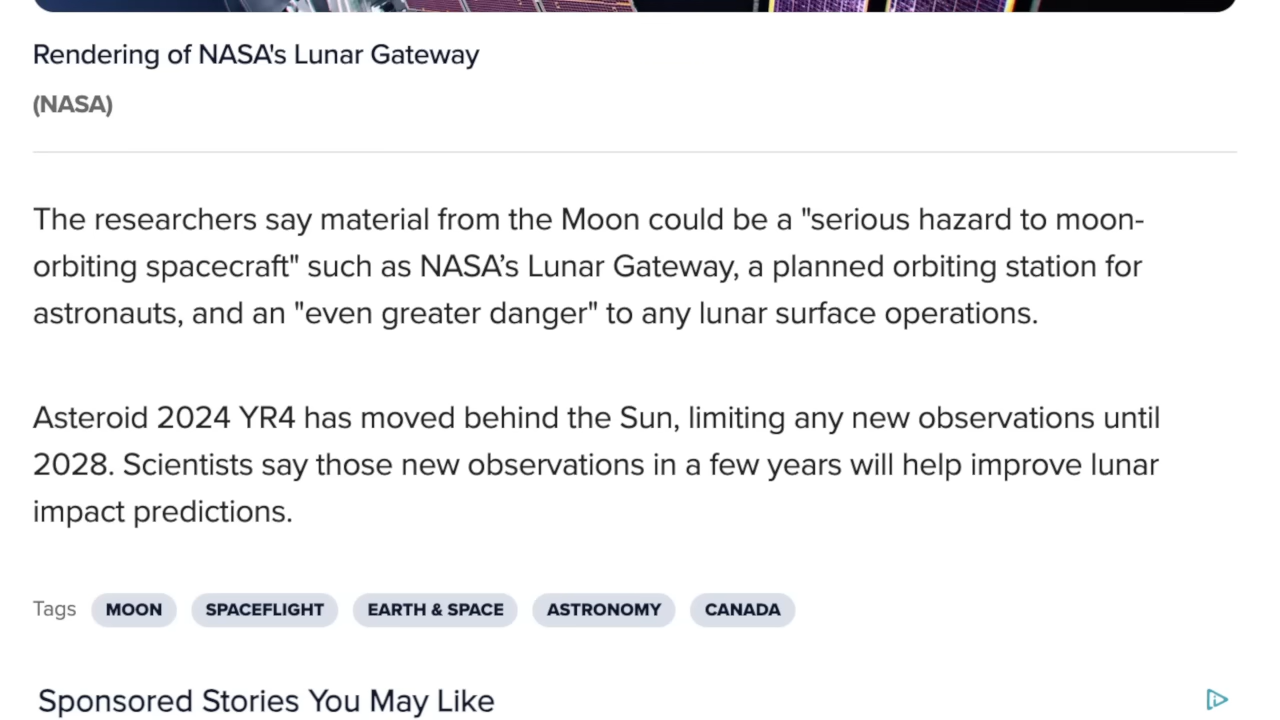 Rendering of NASA's Lunar Gateway
(NASA)
The researchers say material from the Moon could be a "serious hazard to moon-
orbiting spacecraft" such as NASA’s Lunar Gateway, a planned orbiting station for
astronauts, and an "even greater danger" to any lunar surface operations.
Asteroid 2024 YR4 has moved behind the Sun, limiting any new observations until
2028. Scientists say those new observations in a few years will help improve lunar
impact predictions.
Tags MOON SPACEFLIGHT EARTH & SPACE ASTRONOMY CANADA
Sponsored Stories You May Like